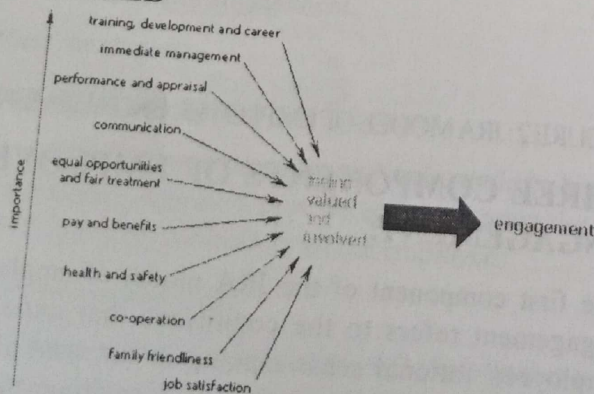 training, development and career
immediate management
performance and appraisal
communication
equal opportunities
and fair treatment
pay and benefits
health and safety
co-operation
family friendliness
job satisfaction
importance
valued
and
involved
engagement